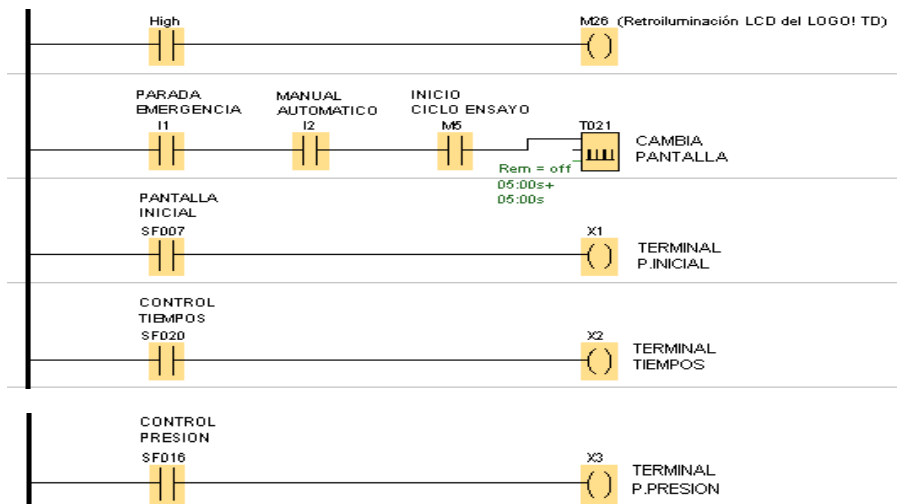 High
M26 (Retroiluminación LCD del LOGO! TD)
PARADA
EMERGENCIA
I1
MANUAL
AUTOMATICO
I2
INICIO
CICLO ENSAYO
M5
T021
CAMBIA
PANTALLA
Rem = off
05:00s+
05:00s
PANTALLA
INICIAL
SF007
X1
TERMINAL
P.INICIAL
CONTROL
TIEMPOS
SF020
X2
TERMINAL
TIEMPOS
CONTROL
PRESION
SF016
X3
TERMINAL
P.PRESION